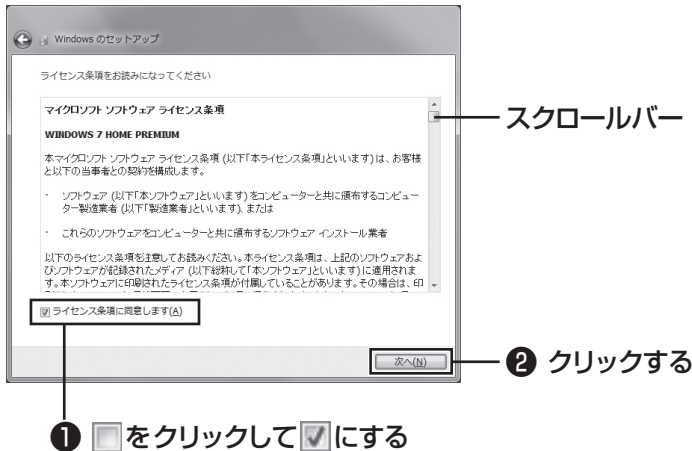 Windows のセットアップ
ライセンス条項をお読みになってください
マイクロソフト ソフトウェア ライセンス条項
WINDOWS 7 HOME PREMIUM
本マイクロソフト ソフトウェア ライセンス条項 (以下「本ライセンス条項」といいます) は、お客様
と以下の当事者との契約を構成します。
・ ソフトウェア (以下「本ソフトウェア」といいます) をコンピューターと共に頒布するコンピュー
ター製造業者 (以下「製造業者」といいます)、または
・ これらのソフトウェアをコンピューターと共に頒布するソフトウェア インストール業者
以下のライセンス条項を注意してお読みください。本ライセンス条項は、上記のソフトウェアおよ
びソフトウェアが記録されたメディア (以下総称して「本ソフトウェア」といいます) に適用されま
す。本ソフトウェアに印刷されたライセンス条項が付属していることがあります。その場合は、印
ライセンス条項に同意します(A)
次へ(N)
スクロールバー
❷ クリックする
❶ をクリックして にする